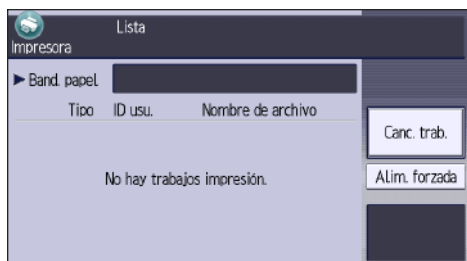 Lista
Impresora
Band. papel.
Tipo ID usu. Nombre de archivo
Canc. trab.
No hay trabajos impresión.
Alim. forzada